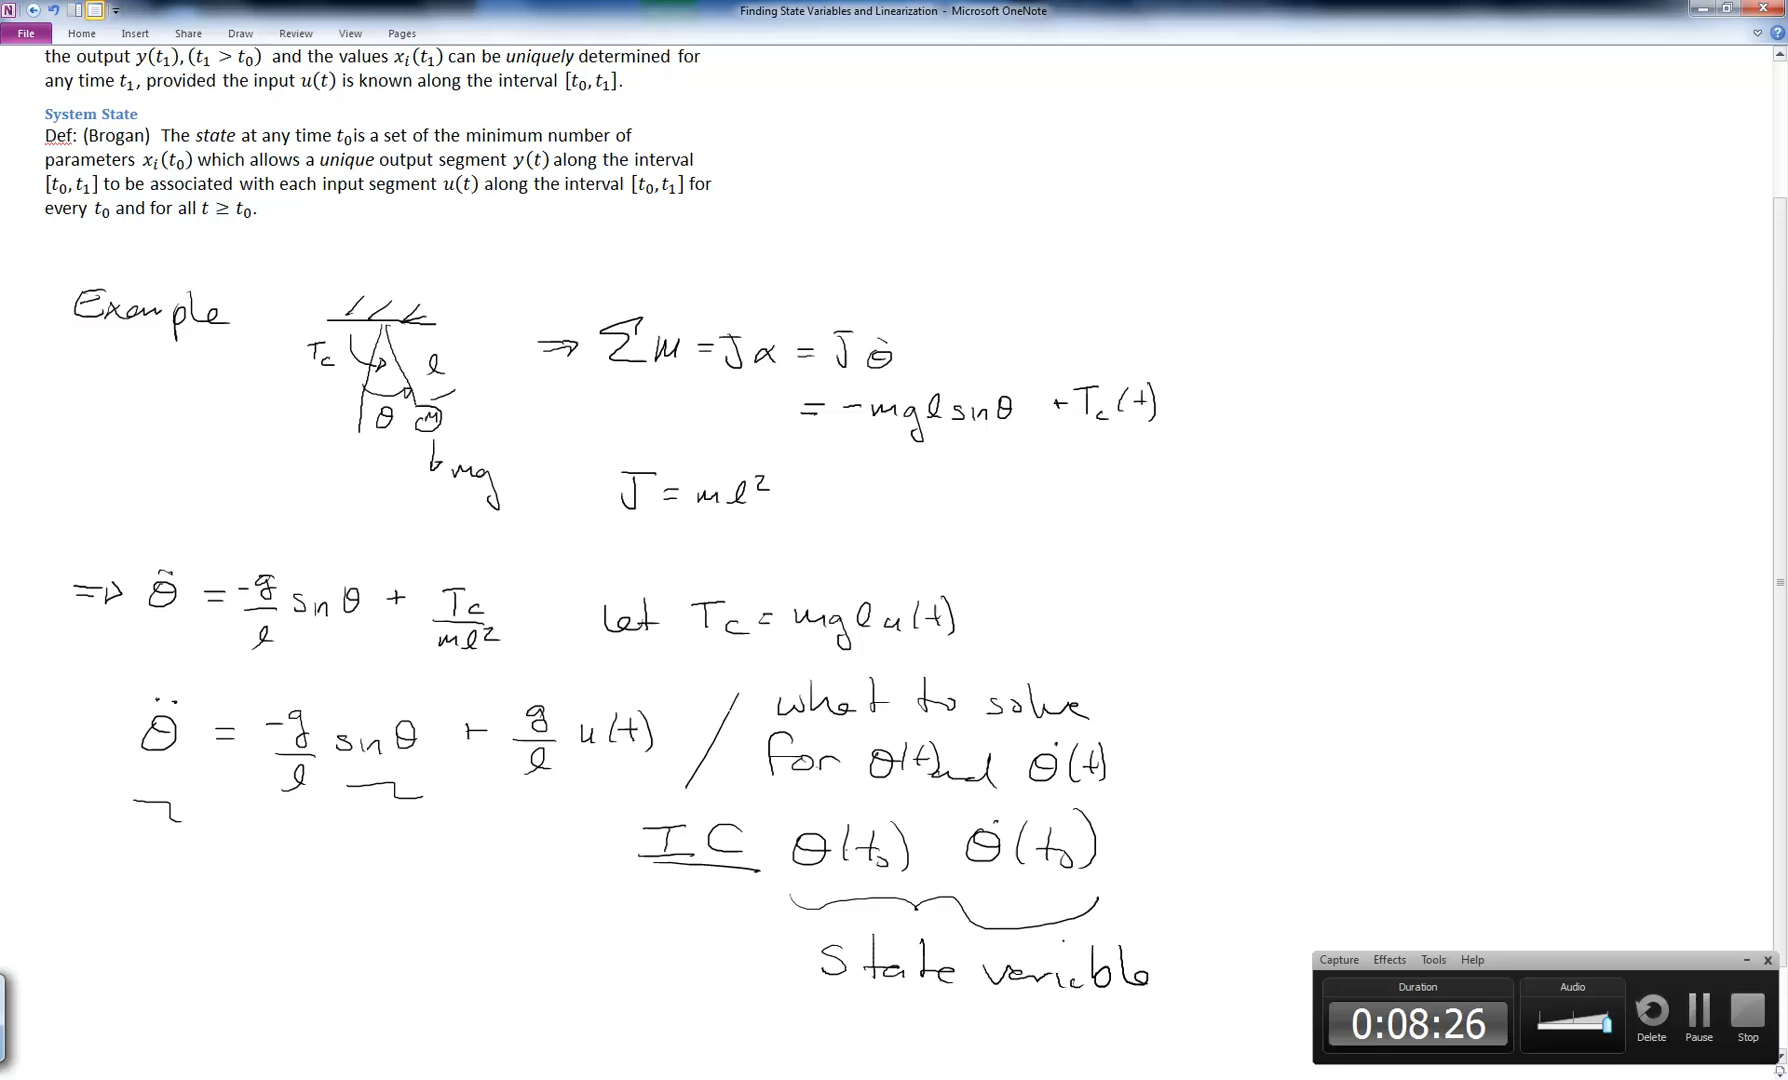 Finding State Variables and Linearization - Microsoft OneNote
File Home Insert Share Draw Review View Pages
the output y(t₁), (t₁ > t₀) and the values xᵢ(t₁) can be uniquely determined for
any time t₁, provided the input u(t) is known along the interval [t₀, t₁].
System State
Def: (Brogan) The state at any time t₀is a set of the minimum number of
parameters xᵢ(t₀) which allows a unique output segment y(t) along the interval
[t₀, t₁] to be associated with each input segment u(t) along the interval [t₀, t₁] for
every t₀ and for all t ≥ t₀.
Example
Tc
l
θ
M
mg
⇒ ΣM = Jα = Jθ̈
= -mgl sinθ + Tc(t)
J = ml²
⇒ θ̈ = -g/l sinθ + Tc/ml²
let Tc = mgl u(t)
θ̈ = -g/l sinθ + g/l u(t) /
what to solve
for θ(t) and θ̇(t)
IC θ(t₀) θ̇(t₀)
State variable
Capture Effects Tools Help
Duration
Audio
0:08:26
Delete Pause Stop